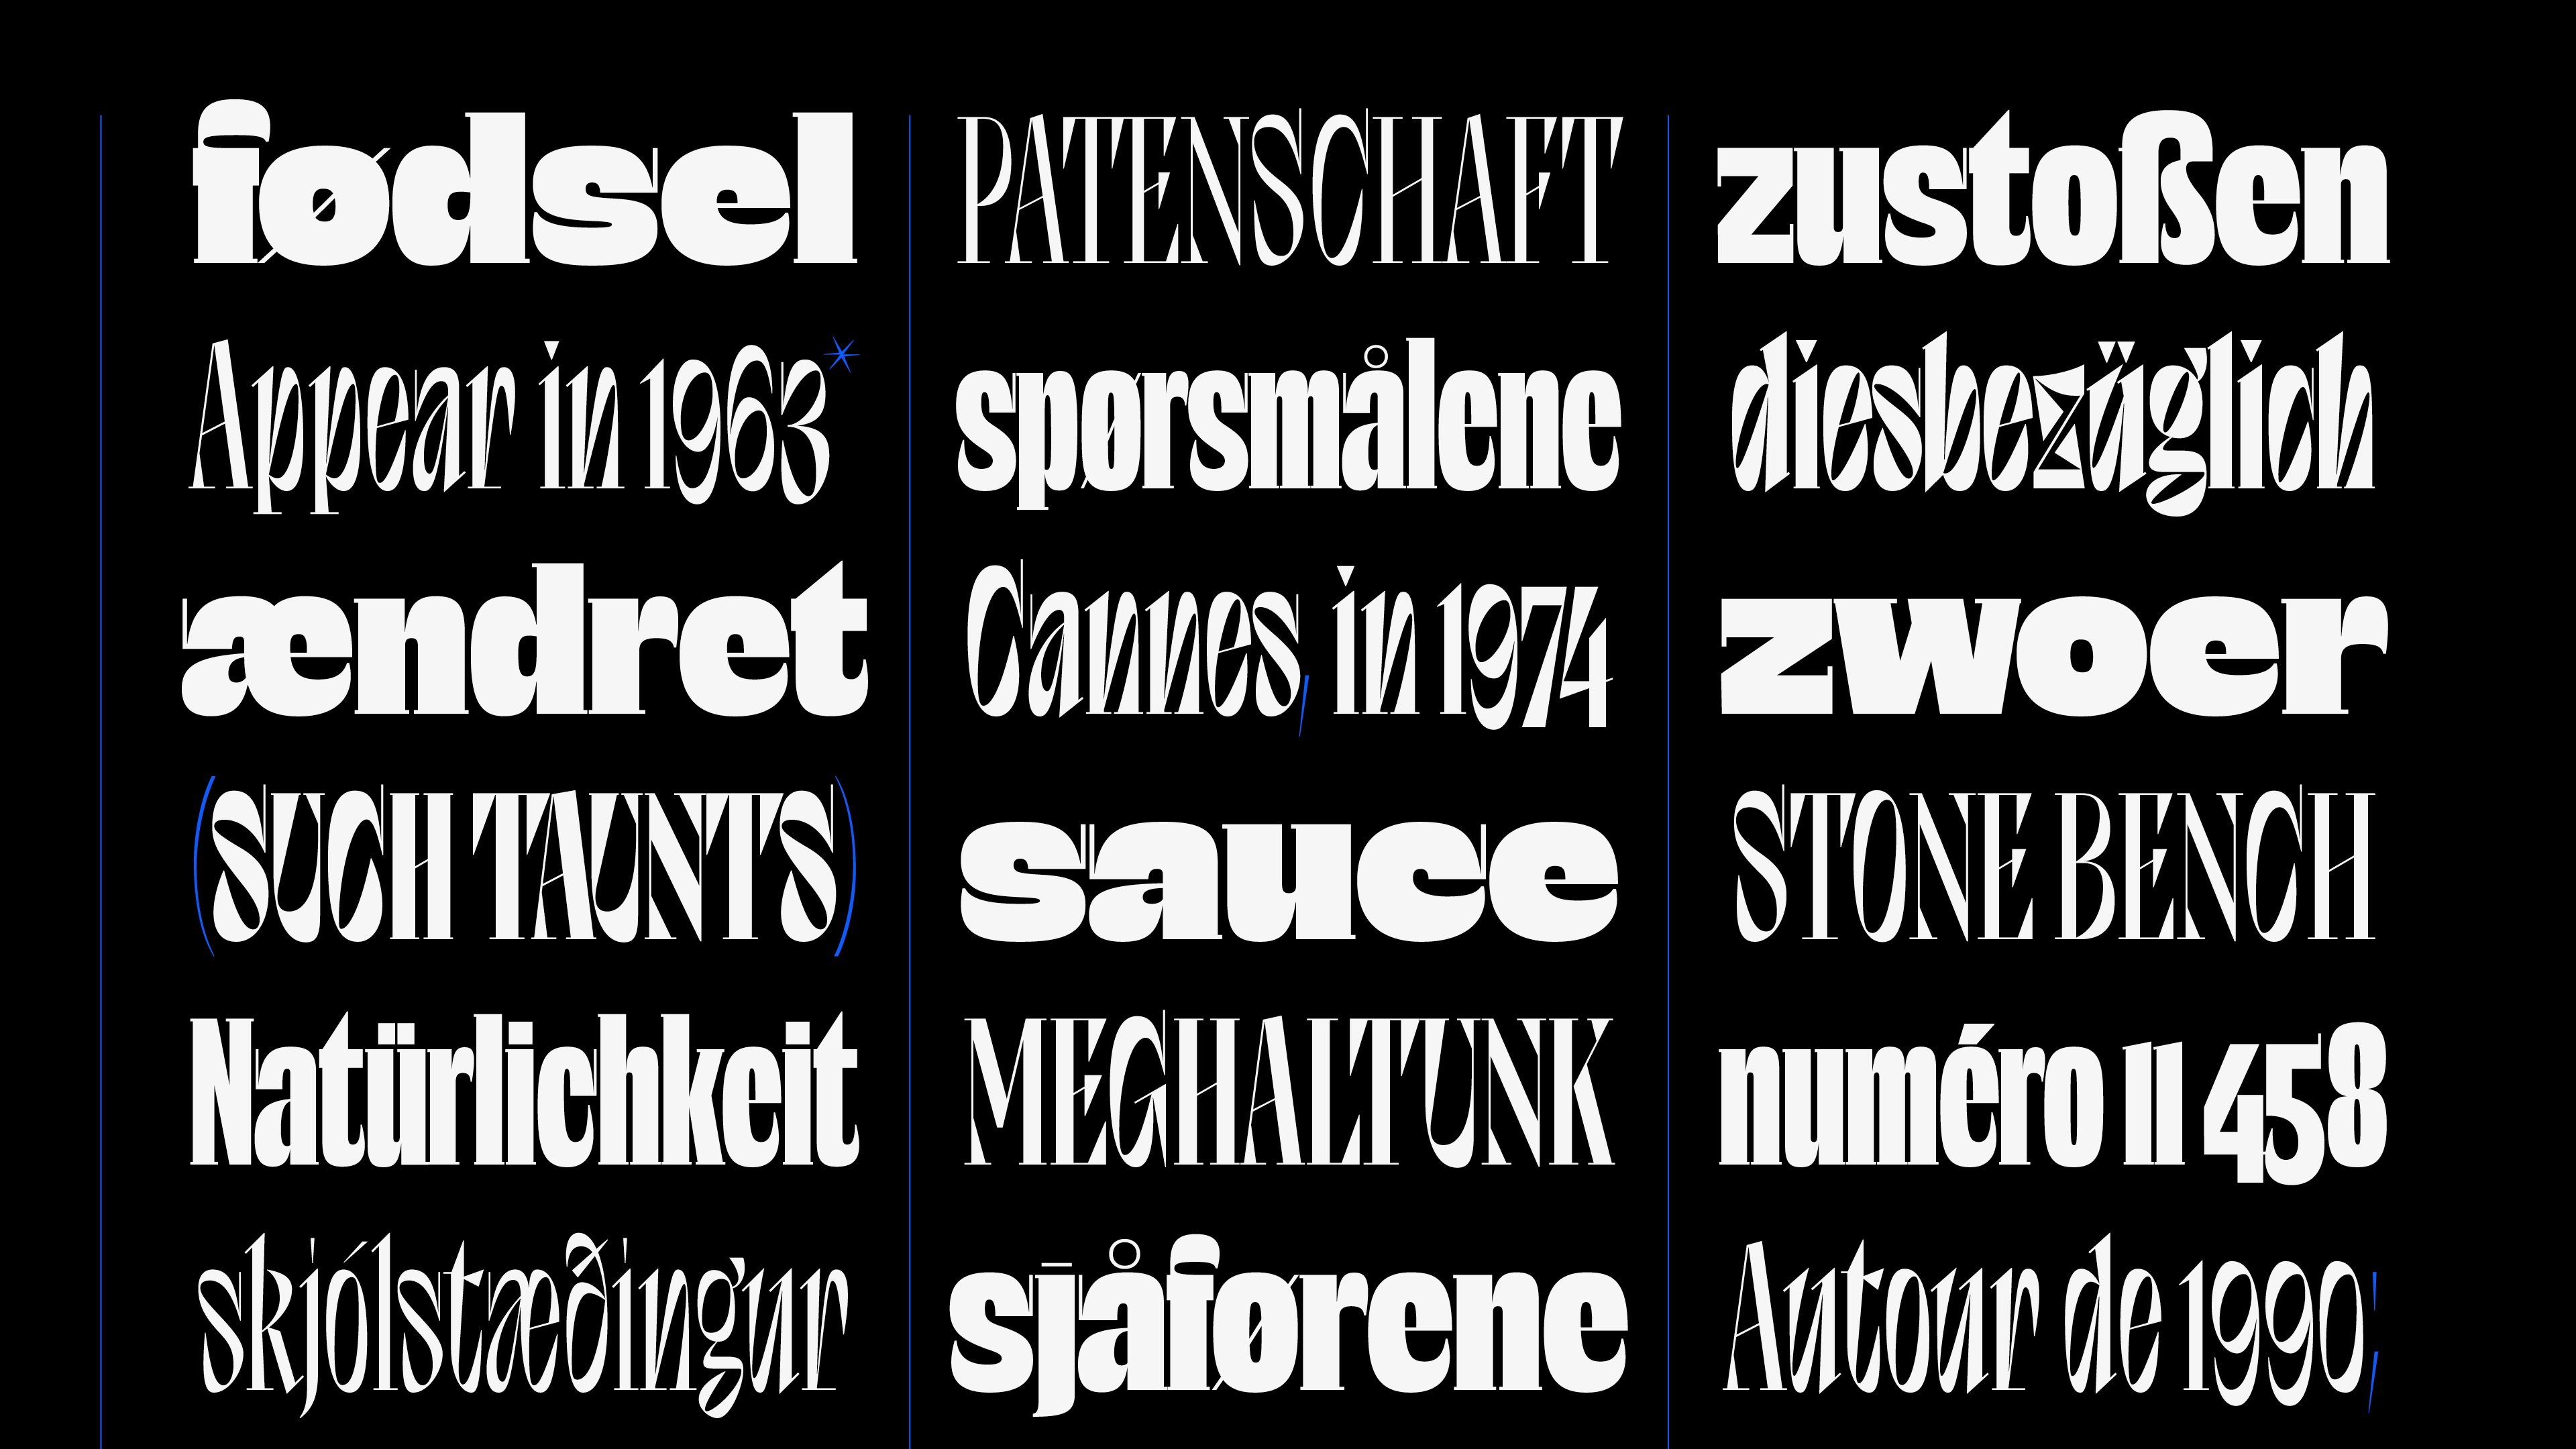 fødsel
Appear in 1963*
ændret
(SUCH TAUNTS)
Natürlichkeit
skjólstæðingur
PATENSCHAFT
spørsmålene
Cannes, in 1974
sauce
MEGHALTUNK
sjåførene
zustoßen
diesbezüglich
zwoer
STONE BENCH
numéro 11 458
Autour de 1990;